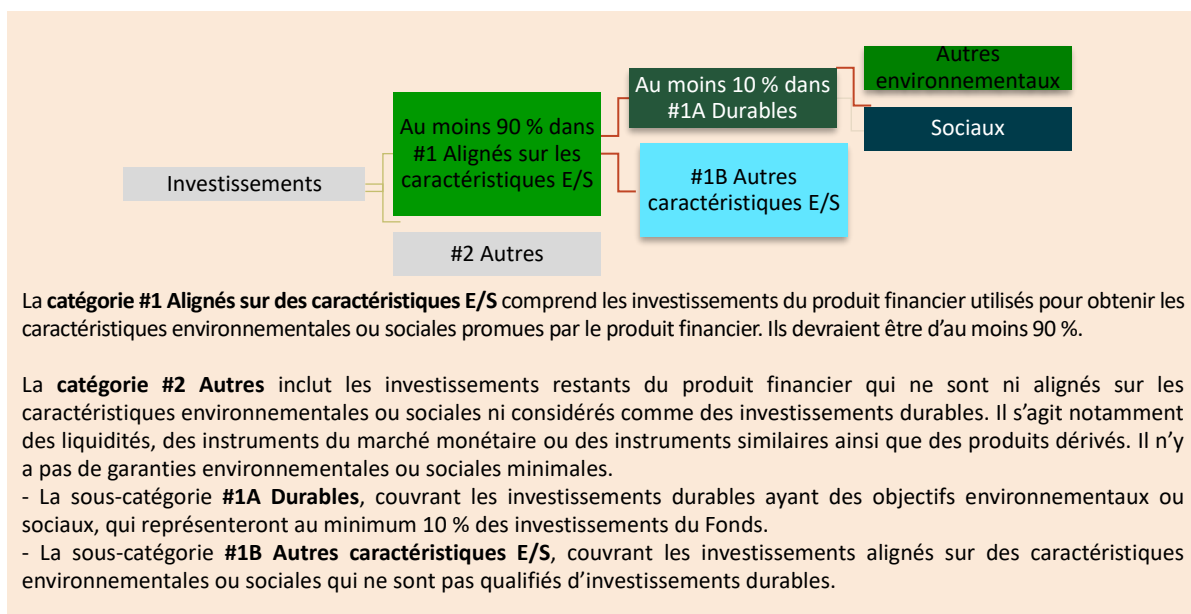 Autres
environnementaux
Au moins 10 % dans
#1A Durables
Sociaux
Au moins 90 % dans
#1 Alignés sur les
caractéristiques E/S
Investissements
#1B Autres
caractéristiques E/S
#2 Autres
La catégorie #1 Alignés sur des caractéristiques E/S comprend les investissements du produit financier utilisés pour obtenir les
caractéristiques environnementales ou sociales promues par le produit financier. Ils devraient être d’au moins 90 %.
La catégorie #2 Autres inclut les investissements restants du produit financier qui ne sont ni alignés sur les
caractéristiques environnementales ou sociales ni considérés comme des investissements durables. Il s’agit notamment
des liquidités, des instruments du marché monétaire ou des instruments similaires ainsi que des produits dérivés. Il n’y
a pas de garanties environnementales ou sociales minimales.
- La sous-catégorie #1A Durables, couvrant les investissements durables ayant des objectifs environnementaux ou
sociaux, qui représenteront au minimum 10 % des investissements du Fonds.
- La sous-catégorie #1B Autres caractéristiques E/S, couvrant les investissements alignés sur des caractéristiques
environnementales ou sociales qui ne sont pas qualifiés d’investissements durables.